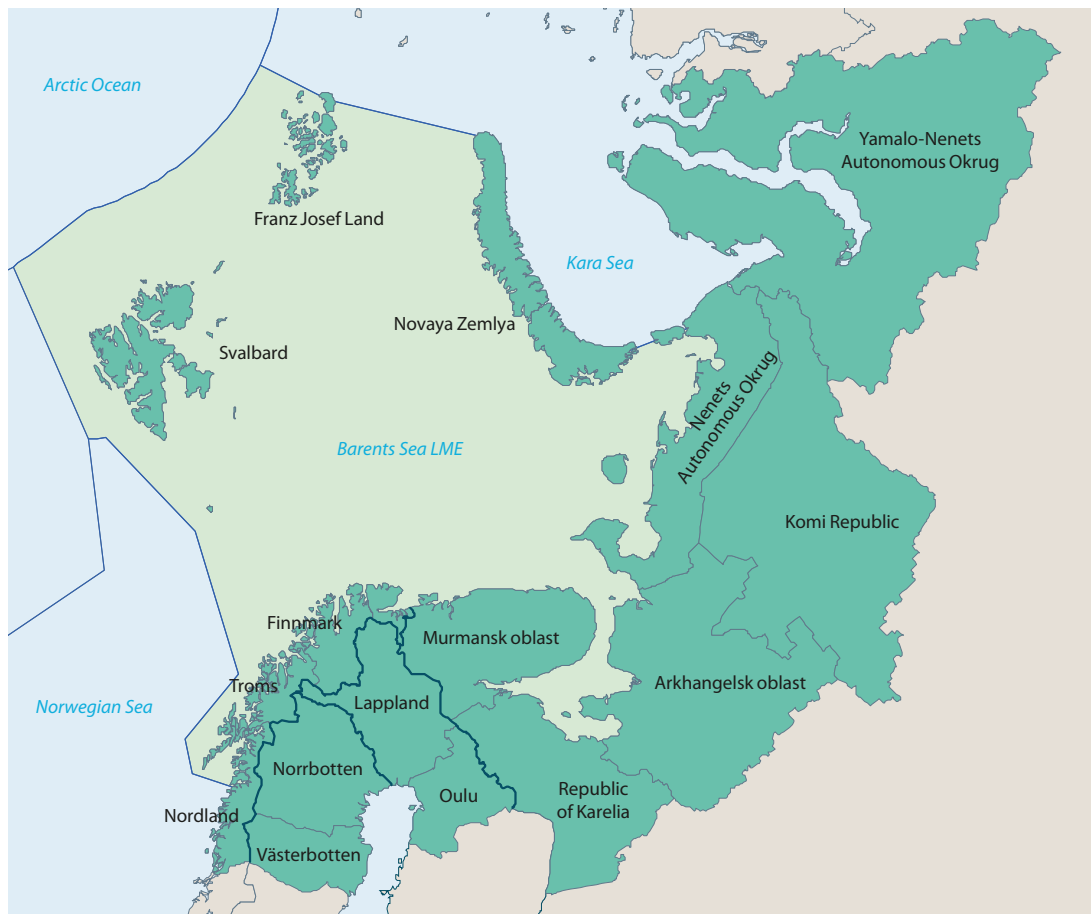 Arctic Ocean
Yamalo-Nenets
Autonomous Okrug
Franz Josef Land
Kara Sea
Novaya Zemlya
Svalbard
Nenets
Autonomous Okrug
Barents Sea LME
Komi Republic
Finnmark
Murmansk oblast
Troms
Arkhangelsk oblast
Lappland
Norwegian Sea
Norrbotten
Republic
of Karelia
Oulu
Nordland
Västerbotten